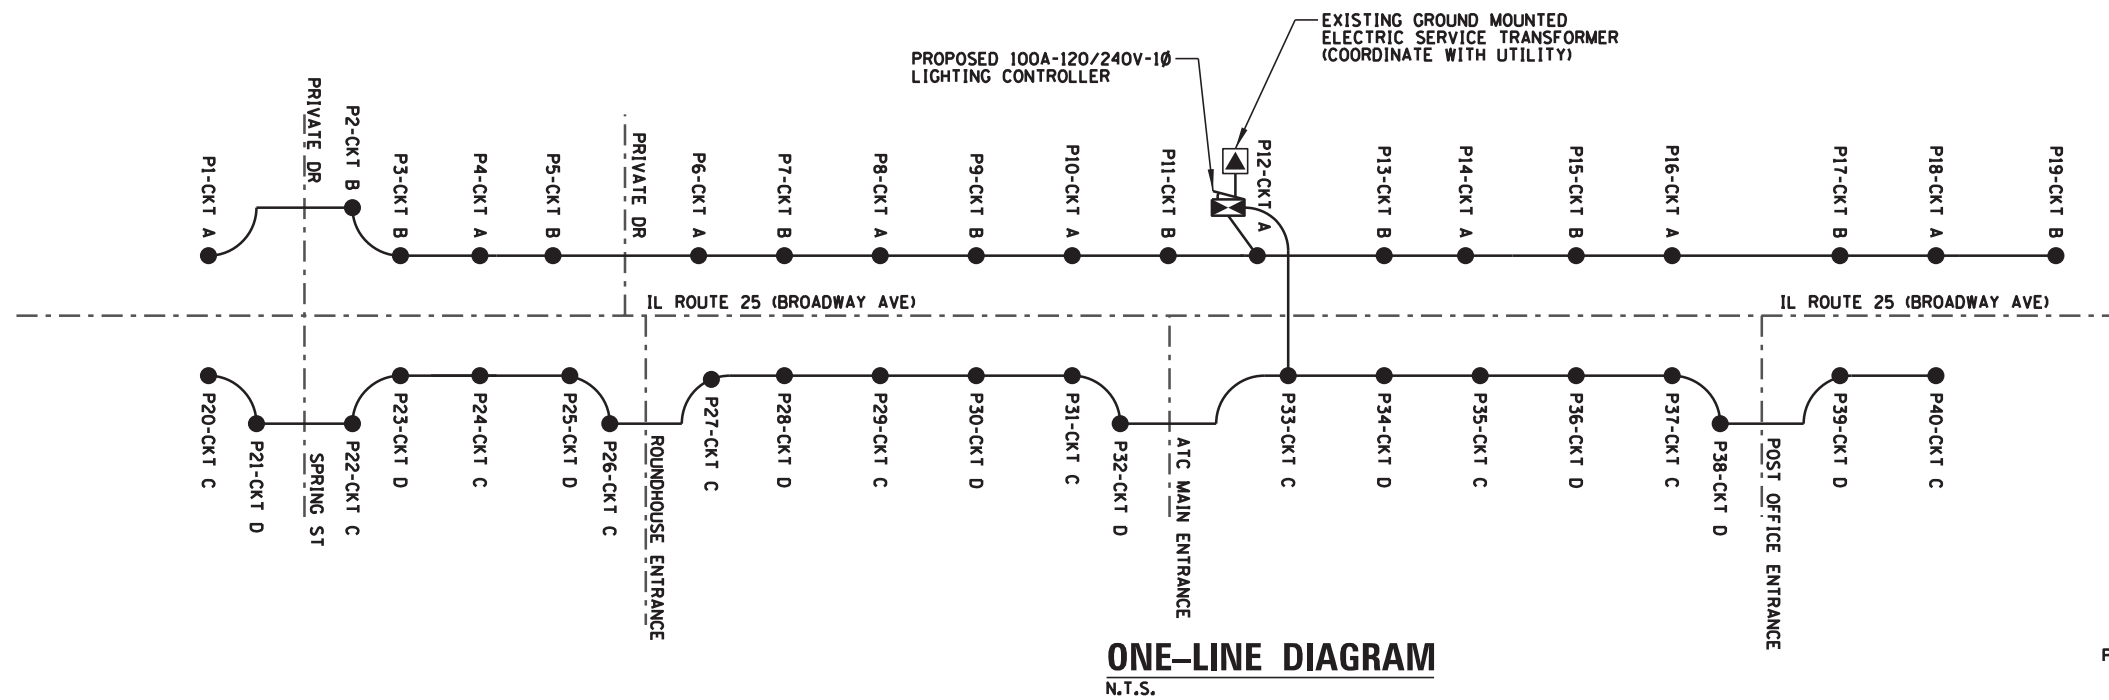 EXISTING GROUND MOUNTED
ELECTRIC SERVICE TRANSFORMER
(COORDINATE WITH UTILITY)
PROPOSED 100A-120/240V-1Ø
LIGHTING CONTROLLER
P1-CKT A
PRIVATE DR
P2-CKT B
P3-CKT B
P4-CKT A
P5-CKT B
PRIVATE DR
P6-CKT A
P7-CKT B
P8-CKT A
P9-CKT B
P10-CKT A
P11-CKT B
P12-CKT A
P13-CKT B
P14-CKT A
P15-CKT B
P16-CKT A
P17-CKT B
P18-CKT A
P19-CKT B
IL ROUTE 25 (BROADWAY AVE)
IL ROUTE 25 (BROADWAY AVE)
P20-CKT C
P21-CKT D
SPRING ST
P22-CKT C
P23-CKT D
P24-CKT C
P25-CKT D
P26-CKT C
ROUNDHOUSE ENTRANCE
P27-CKT C
P28-CKT D
P29-CKT C
P30-CKT D
P31-CKT C
P32-CKT D
ATC MAIN ENTRANCE
P33-CKT C
P34-CKT D
P35-CKT C
P36-CKT D
P37-CKT C
P38-CKT D
POST OFFICE ENTRANCE
P39-CKT D
P40-CKT C
ONE-LINE DIAGRAM
N.T.S.